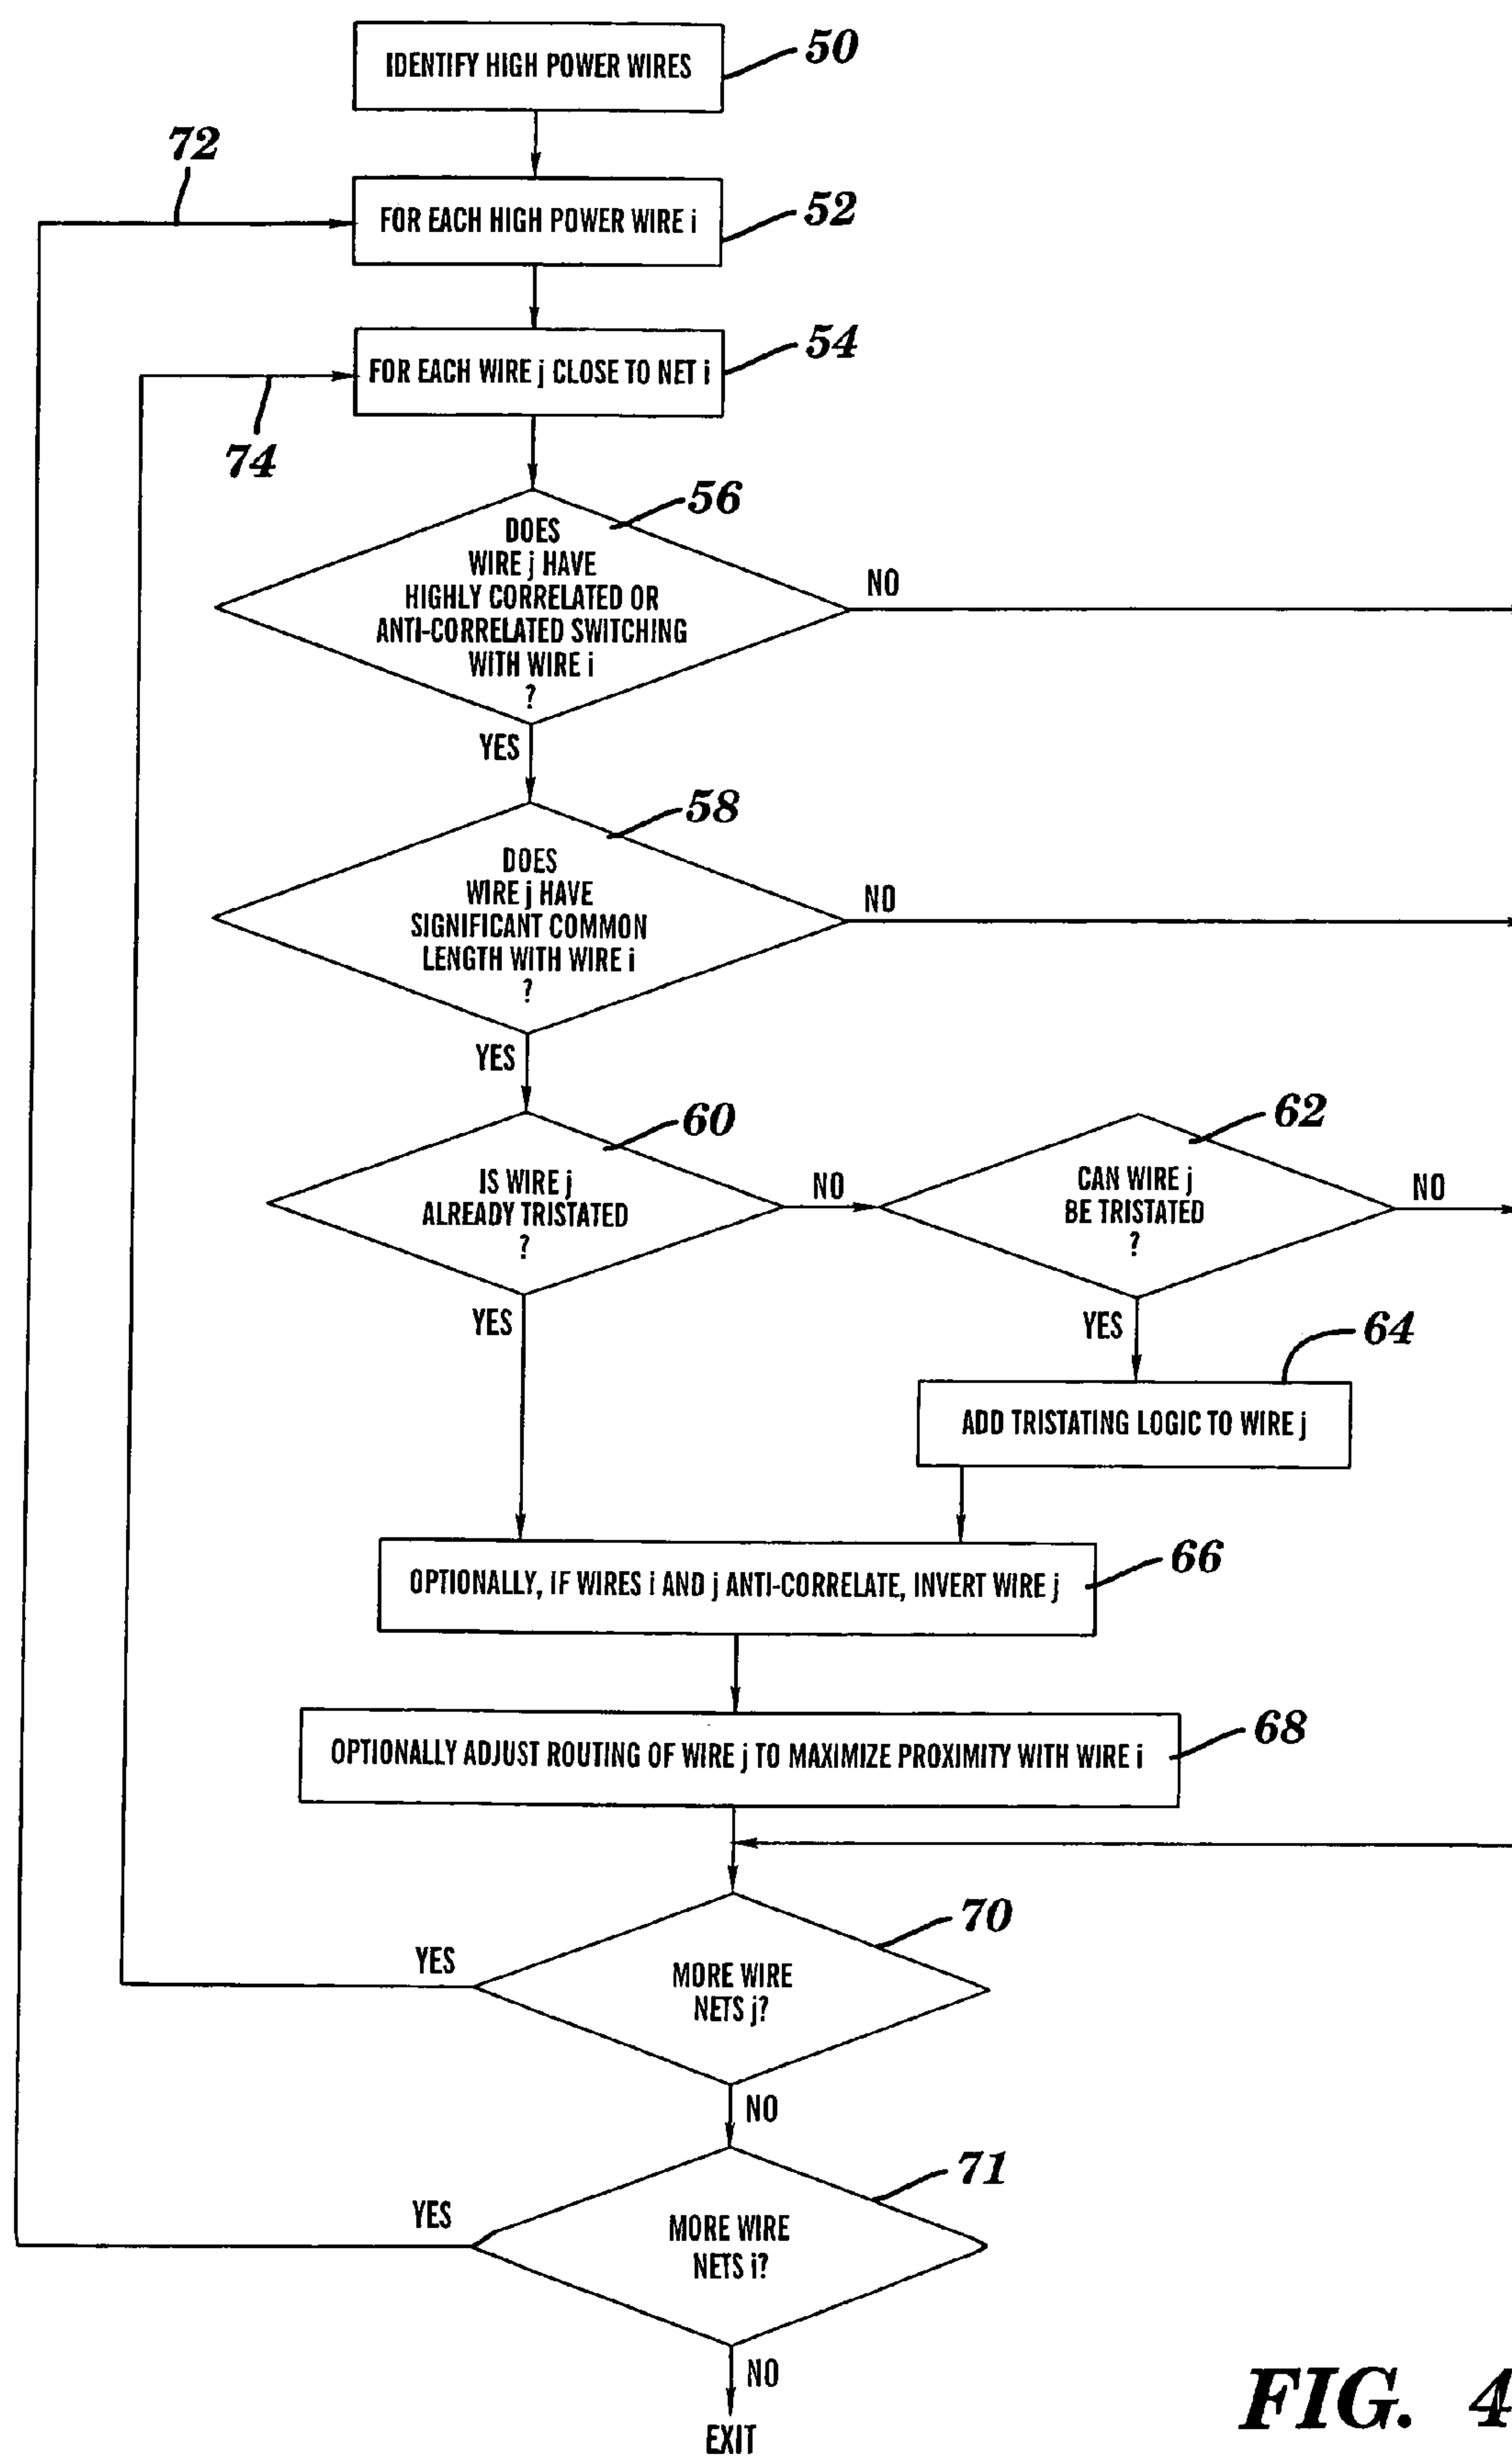 IDENTIFY HIGH POWER WIRES
50
72
FOR EACH HIGH POWER WIRE i
52
FOR EACH WIRE j CLOSE TO NET i
54
74
56
DOES
WIRE j HAVE
HIGHLY CORRELATED OR
ANTI-CORRELATED SWITCHING
WITH WIRE i
?
NO
YES
58
DOES
WIRE j HAVE
SIGNIFICANT COMMON
LENGTH WITH WIRE i
?
NO
YES
60
IS WIRE j
ALREADY TRISTATED
?
NO
62
CAN WIRE j
BE TRISTATED
?
NO
YES
YES
64
ADD TRISTATING LOGIC TO WIRE j
OPTIONALLY, IF WIRES i AND j ANTI-CORRELATE, INVERT WIRE j
66
OPTIONALLY ADJUST ROUTING OF WIRE j TO MAXIMIZE PROXIMITY WITH WIRE i
68
70
YES
MORE WIRE
NETS j?
NO
71
YES
MORE WIRE
NETS i?
NO
EXIT
FIG. 4